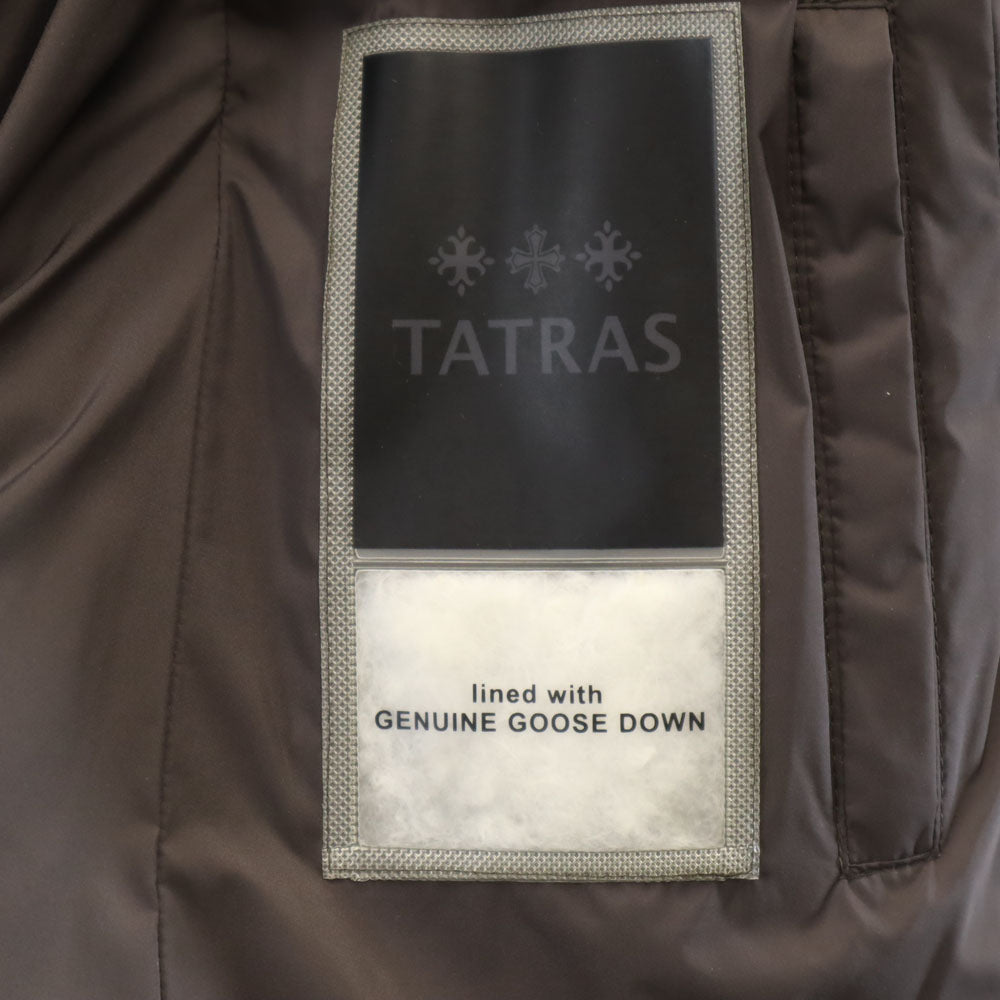 TATRAS
lined with
GENUINE GOOSE DOWN